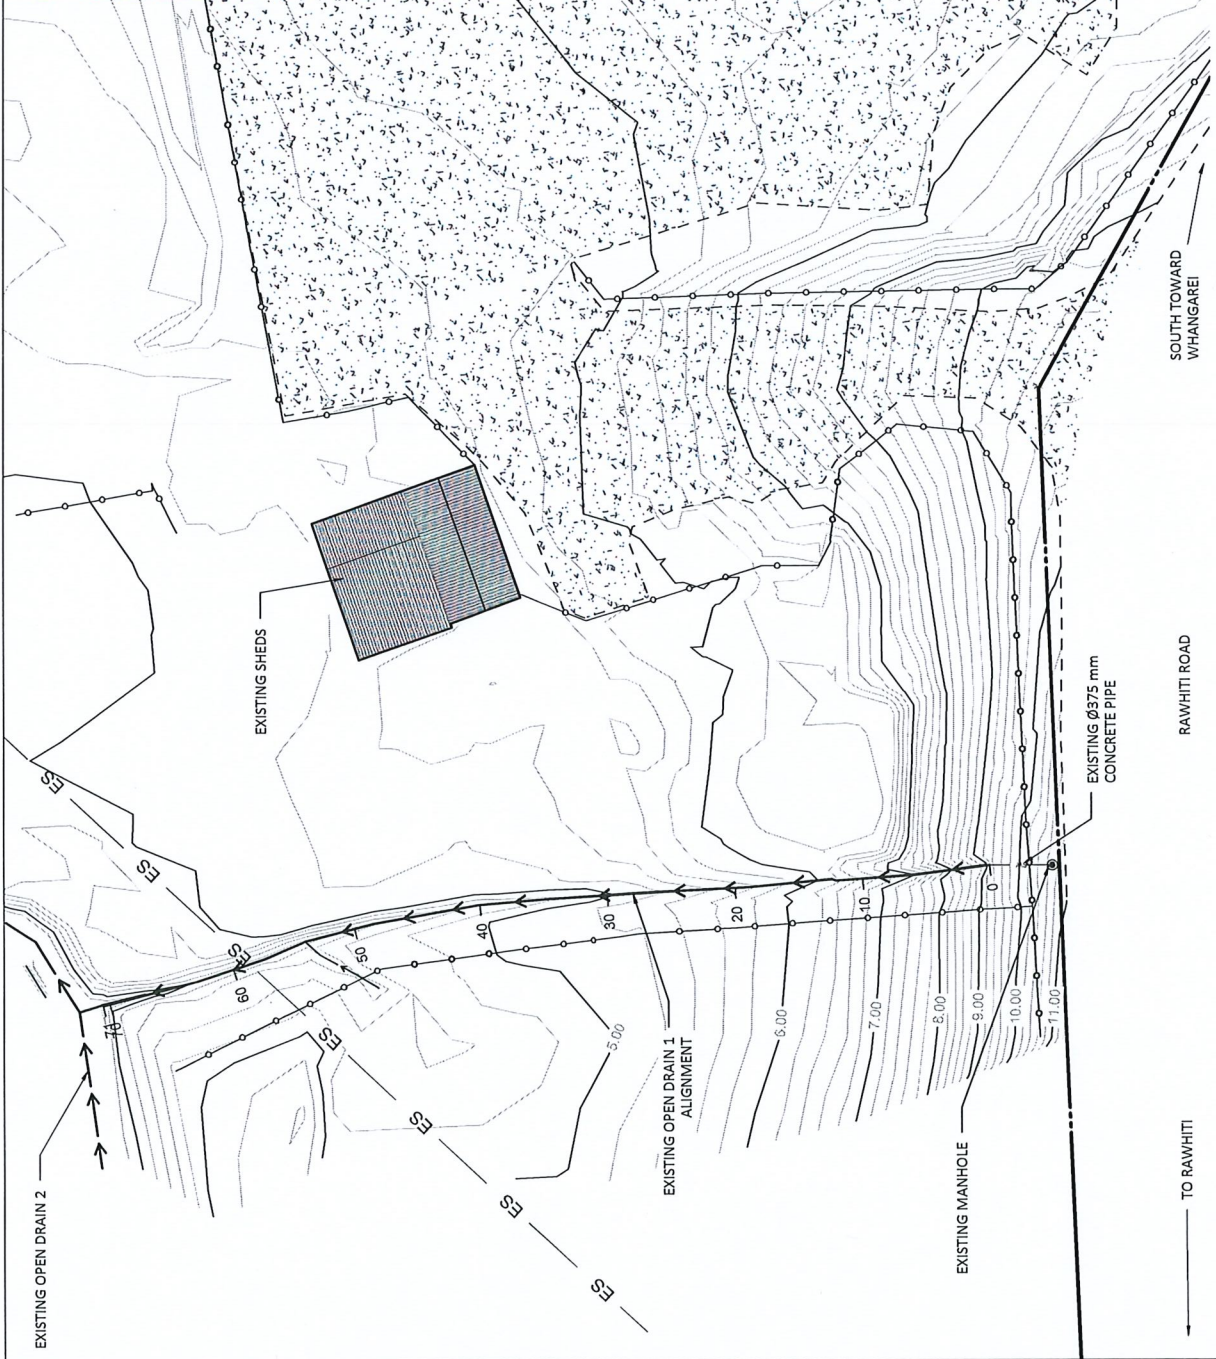 EXISTING OPEN DRAIN 2
EXISTING SHEDS
EXISTING OPEN DRAIN 1
ALIGNMENT
EXISTING MANHOLE
EXISTING Ø375 mm
CONCRETE PIPE
SOUTH TOWARD
WHANGAREI
RAWHITI ROAD
TO RAWHITI
ES
ES
ES
ES
ES
ES
ES
70
60
50
40
30
20
10
0
5.00
6.00
7.00
8.00
9.00
10.00
11.00